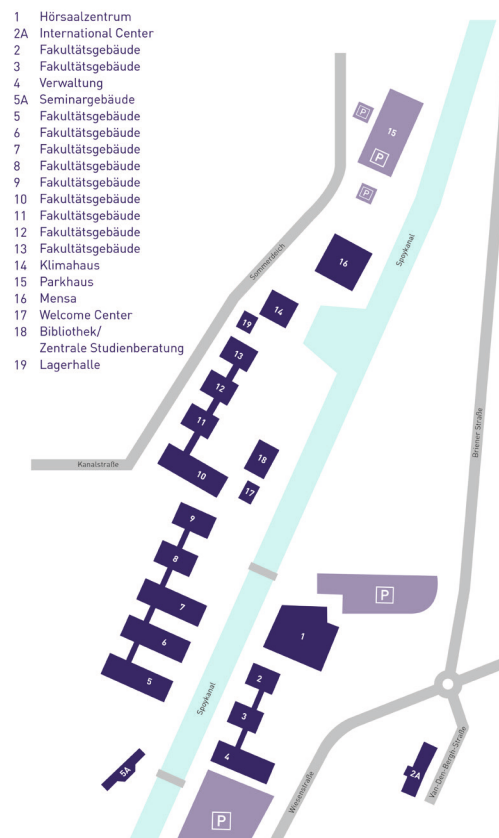 1 Hörsaalzentrum
2A International Center
2 Fakultätsgebäude
3 Fakultätsgebäude
4 Verwaltung
5A Seminargebäude
5 Fakultätsgebäude
6 Fakultätsgebäude
7 Fakultätsgebäude
8 Fakultätsgebäude
9 Fakultätsgebäude
10 Fakultätsgebäude
11 Fakultätsgebäude
12 Fakultätsgebäude
13 Fakultätsgebäude
14 Klimahaus
15 Parkhaus
16 Mensa
17 Welcome Center
18 Bibliothek/
Zentrale Studienberatung
19 Lagerhalle
P
15
P
P
Spoykanal
16
Sommerdeich
14
19
13
12
11
Briener Straße
Kanalstraße
10
18
17
9
8
7
P
6
1
5
2
Spoykanal
3
4
5A
Wiesenstraße
2A
Van-Den-Bergh-Straße
P